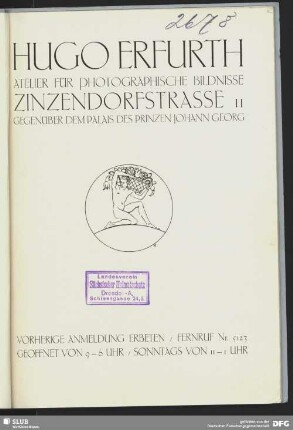 2678
HUGO ERFURTH
ATELIER FÜR PHOTOGRAPHISCHE BILDNISSE
ZINZENDORFSTRASSE 11
GEGENÜBER DEM PALAIS DES PRINZEN JOHANN GEORG
Landesverein
Sächsischer Heimatschutz
Dresden-A,
Schiessgasse 24,I
VORHERIGE ANMELDUNG ERBETEN / FERNRUF Nr. 5123
GEÖFFNET VON 9–6 UHR / SONNTAGS VON 11–1 UHR
SLUB
DFG